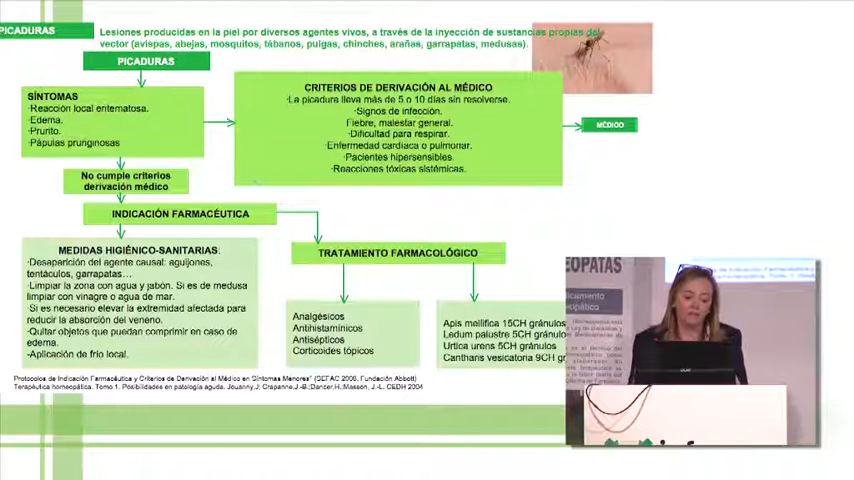 PICADURAS
Lesiones producidas en la piel por diversos agentes vivos, a través de la inyección de sustancias propias del
vector (avispas, abejas, mosquitos, tábanos, pulgas, chinches, arañas, garrapatas, medusas).
PICADURAS
SÍNTOMAS
·Reacción local eritematosa.
·Edema.
·Prurito.
·Pápulas pruriginosas
CRITERIOS DE DERIVACIÓN AL MÉDICO
·La picadura lleva más de 5 o 10 días sin resolverse.
·Signos de infección.
Fiebre, malestar general.
·Dificultad para respirar.
·Enfermedad cardíaca o pulmonar.
·Pacientes hipersensibles.
·Reacciones tóxicas sistémicas.
MÉDICO
No cumple criterios
derivación médico
INDICACIÓN FARMACÉUTICA
MEDIDAS HIGIÉNICO-SANITARIAS:
·Desaparición del agente causal: aguijones,
tentáculos, garrapatas…
·Limpiar la zona con agua y jabón. Si es de medusa
limpiar con vinagre o agua de mar.
·Si es necesario elevar la extremidad afectada para
reducir la absorción del veneno.
·Quitar objetos que puedan comprimir en caso de
edema.
·Aplicación de frío local.
TRATAMIENTO FARMACOLÓGICO
Analgésicos
Antihistamínicos
Antisépticos
Corticoides tópicos
Apis mellifica 15CH gránulos
Ledum palustre 5CH gránulos
Urtica urens 5CH gránulos
Cantharis vesicatoria 9CH gr
Protocolos de Indicación Farmacéutica y Criterios de Derivación al Médico en Síntomas Menores" (SEFAC 2008. Fundación Abbott)
Terapéutica homeopática. Tomo 1. Posibilidades en patología aguda. Jouanny,J; Crapanne,J.-B;Dancer,H;Masson, J.-L. CEDH 2004
EOPATAS